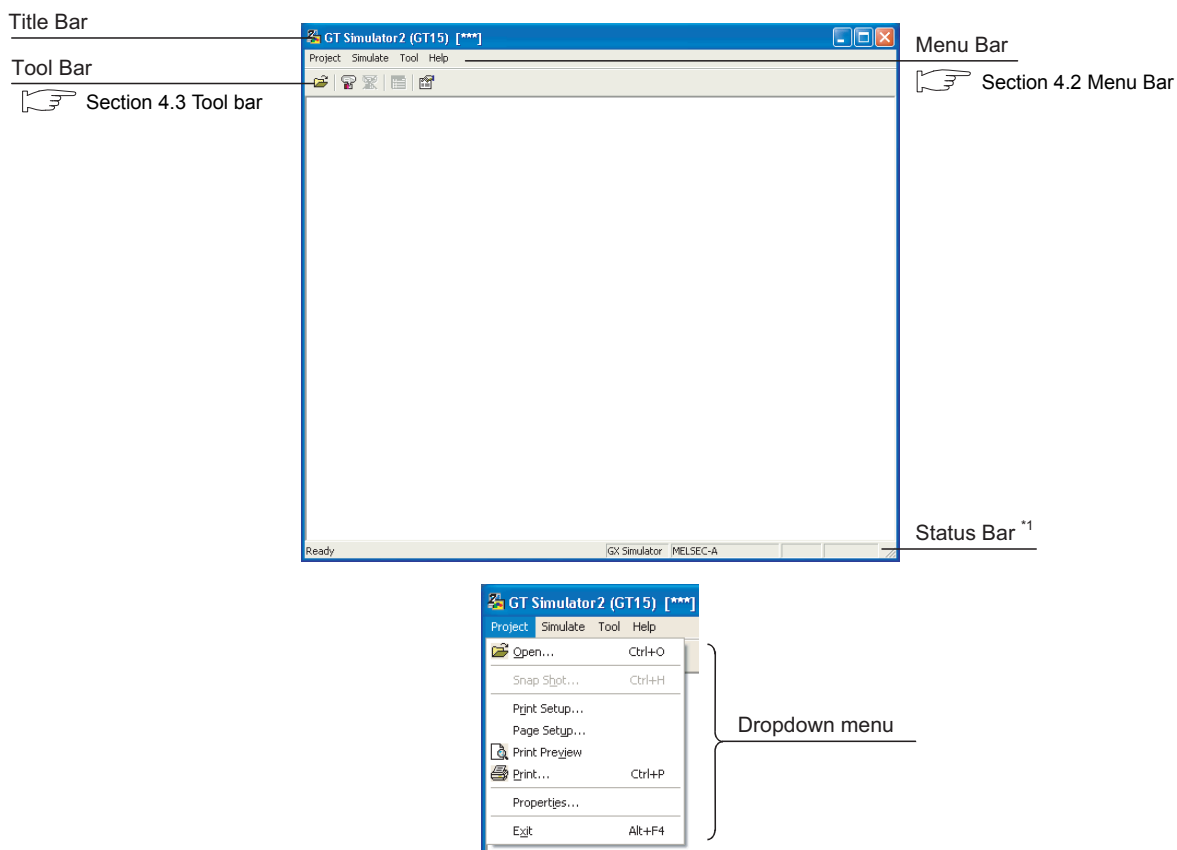 Title Bar
GT Simulator2 (GT15) [***]
Menu Bar
Project Simulate Tool Help
Tool Bar
Section 4.2 Menu Bar
Section 4.3 Tool bar
Status Bar *1
Ready GX Simulator MELSEC-A
GT Simulator2 (GT15) [***]
Project Simulate Tool Help
Open... Ctrl+O
Snap Shot... Ctrl+H
Print Setup...
Page Setup...
Dropdown menu
Print Preview
Print... Ctrl+P
Properties...
Exit Alt+F4